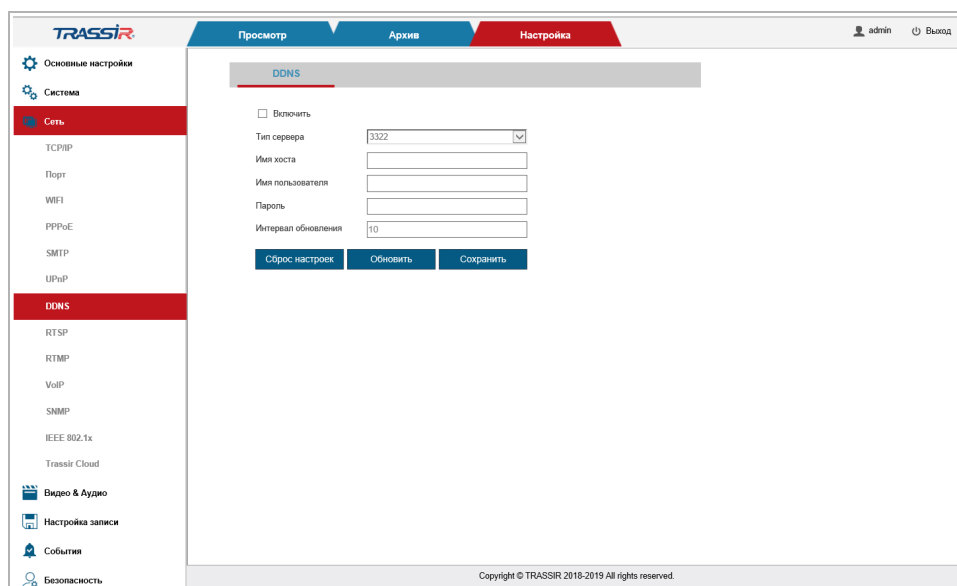 TRASSIR
Просмотр
Архив
Настройка
admin
Выход
Основные настройки
Система
Сеть
TCP/IP
Порт
WIFI
PPPoE
SMTP
UPnP
DDNS
RTSP
RTMP
VoIP
SNMP
IEEE 802.1x
Trassir Cloud
Видео & Аудио
Настройка записи
События
Безопасность
DDNS
Включить
Тип сервера 3322
Имя хоста
Имя пользователя
Пароль
Интервал обновления 10
Сброс настроек Обновить Сохранить
Copyright © TRASSIR 2018-2019 All rights reserved.